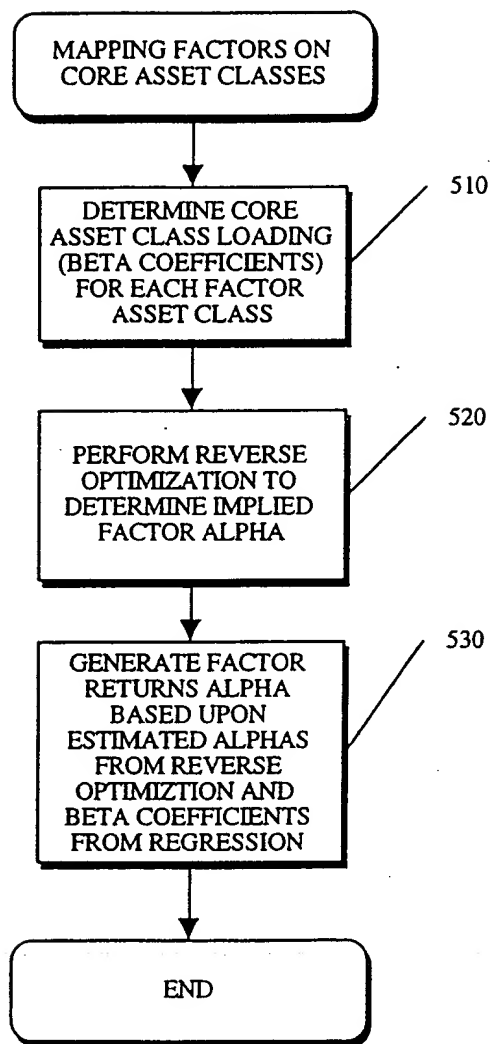 MAPPING FACTORS ON
CORE ASSET CLASSES
510
DETERMINE CORE
ASSET CLASS LOADING
(BETA COEFFICIENTS)
FOR EACH FACTOR
ASSET CLASS
520
PERFORM REVERSE
OPTIMIZATION TO
DETERMINE IMPLIED
FACTOR ALPHA
530
GENERATE FACTOR
RETURNS ALPHA
BASED UPON
ESTIMATED ALPHAS
FROM REVERSE
OPTIMIZTION AND
BETA COEFFICIENTS
FROM REGRESSION
END